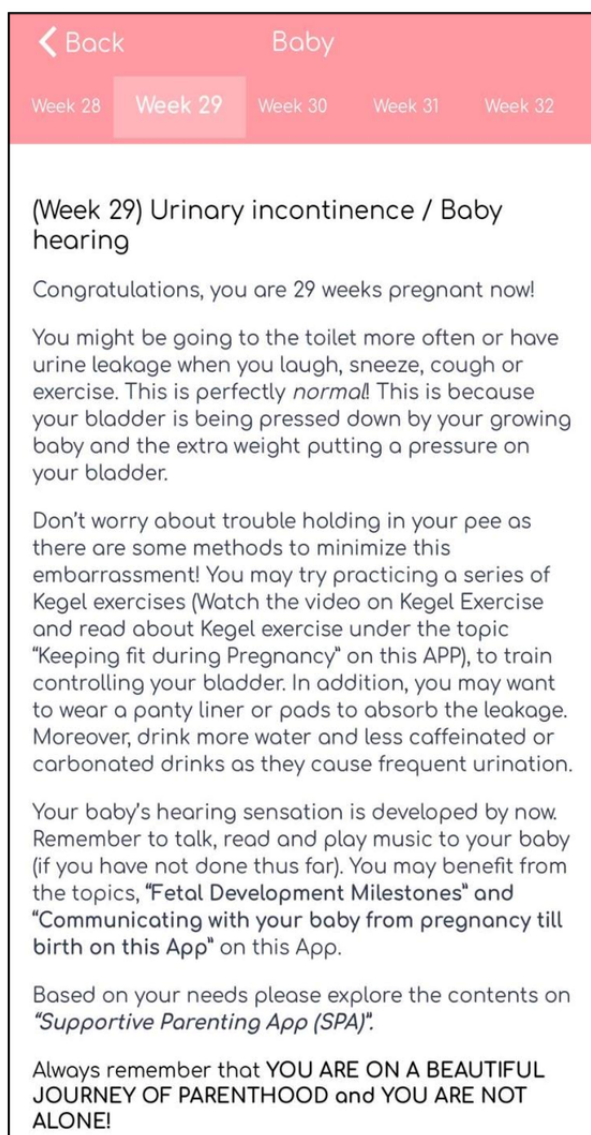 Back
Baby
Week 28
Week 29
Week 30
Week 31
Week 32
(Week 29) Urinary incontinence / Baby
hearing
Congratulations, you are 29 weeks pregnant now!
You might be going to the toilet more often or have
urine leakage when you laugh, sneeze, cough or
exercise. This is perfectly normal! This is because
your bladder is being pressed down by your growing
baby and the extra weight putting a pressure on
your bladder.
Don't worry about trouble holding in your pee as
there are some methods to minimize this
embarrassment! You may try practicing a series of
Kegel exercises (Watch the video on Kegel Exercise
and read about Kegel exercise under the topic
"Keeping fit during Pregnancy" on this APP), to train
controlling your bladder. In addition, you may want
to wear a panty liner or pads to absorb the leakage.
Moreover, drink more water and less caffeinated or
carbonated drinks as they cause frequent urination.
Your baby's hearing sensation is developed by now.
Remember to talk, read and play music to your baby
(if you have not done thus far). You may benefit from
the topics, "Fetal Development Milestones" and
"Communicating with your baby from pregnancy till
birth on this App" on this App.
Based on your needs please explore the contents on
"Supportive Parenting App (SPA)".
Always remember that YOU ARE ON A BEAUTIFUL
JOURNEY OF PARENTHOOD and YOU ARE NOT
ALONE!